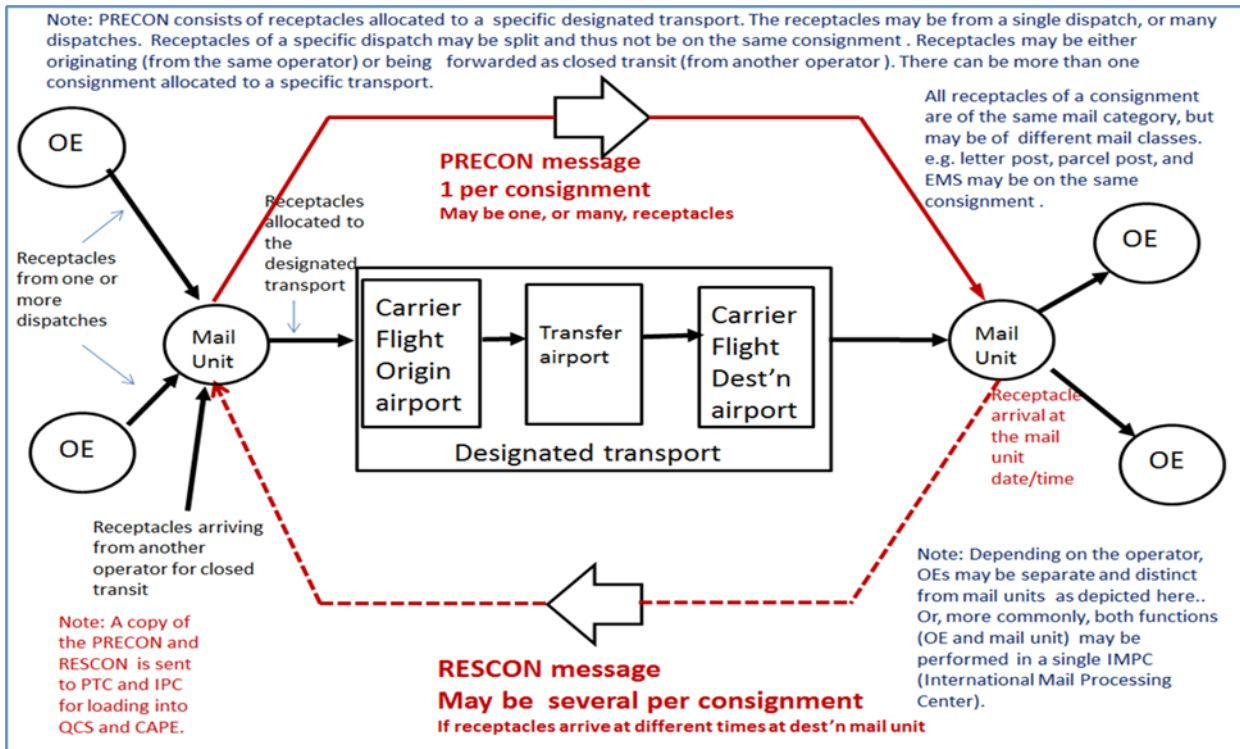 Note: PRECON consists of receptacles allocated to a specific designated transport. The receptacles may be from a single dispatch, or many
dispatches. Receptacles of a specific dispatch may be split and thus not be on the same consignment . Receptacles may be either
originating (from the same operator) or being forwarded as closed transit (from another operator ). There can be more than one
consignment allocated to a specific transport.
All receptacles of a consignment
are of the same mail category, but
may be of different mail classes.
e.g. letter post, parcel post, and
EMS may be on the same
consignment .
OE
PRECON message
1 per consignment
May be one, or many, receptacles
Receptacles
allocated to
the
designated
transport
Receptacles
from one or
more
dispatches
OE
Mail
Unit
Carrier
Flight
Origin
airport
Transfer
airport
Carrier
Flight
Dest'n
airport
Designated transport
Mail
Unit
Receptacle
arrival at
the mail
unit
date/time
OE
OE
Receptacles arriving
from another
operator for closed
transit
Note: A copy of
the PRECON and
RESCON is sent
to PTC and IPC
for loading into
QCS and CAPE.
RESCON message
May be several per consignment
If receptacles arrive at different times at dest'n mail unit
Note: Depending on the operator,
OEs may be separate and distinct
from mail units as depicted here..
Or, more commonly, both functions
(OE and mail unit) may be
performed in a single IMPC
(International Mail Processing
Center).